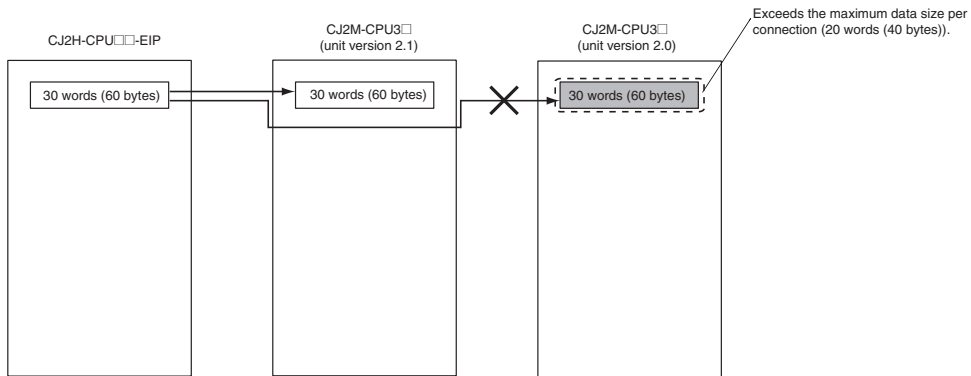 CJ2H-CPU□□-EIP
CJ2M-CPU3□
(unit version 2.1)
CJ2M-CPU3□
(unit version 2.0)
Exceeds the maximum data size per
connection (20 words (40 bytes)).
30 words (60 bytes)
30 words (60 bytes)
30 words (60 bytes)